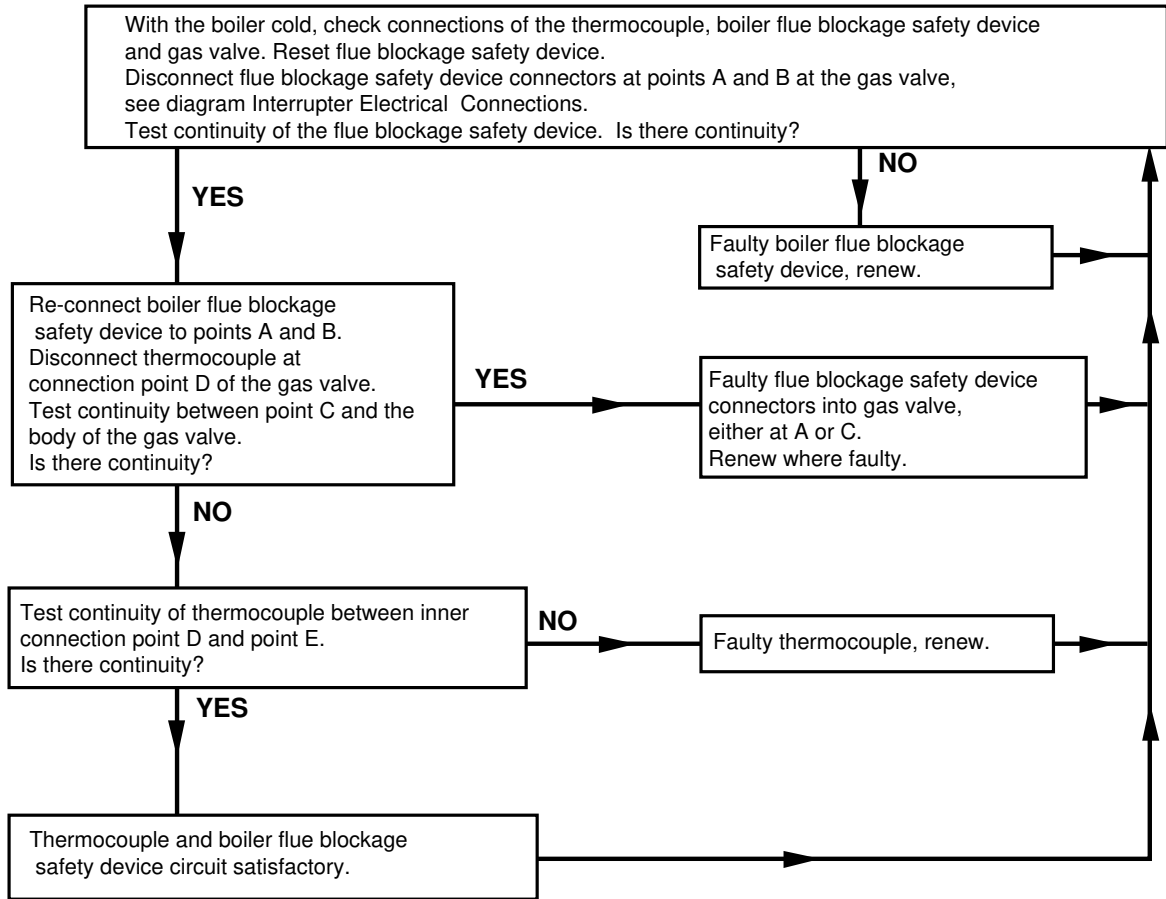 With the boiler cold, check connections of the thermocouple, boiler flue blockage safety device
and gas valve. Reset flue blockage safety device.
Disconnect flue blockage safety device connectors at points A and B at the gas valve,
see diagram Interrupter Electrical Connections.
Test continuity of the flue blockage safety device. Is there continuity?
YES
NO
Faulty boiler flue blockage
safety device, renew.
Re-connect boiler flue blockage
safety device to points A and B.
Disconnect thermocouple at
connection point D of the gas valve.
Test continuity between point C and the
body of the gas valve.
Is there continuity?
YES
Faulty flue blockage safety device
connectors into gas valve,
either at A or C.
Renew where faulty.
NO
Test continuity of thermocouple between inner
connection point D and point E.
Is there continuity?
NO
Faulty thermocouple, renew.
YES
Thermocouple and boiler flue blockage
safety device circuit satisfactory.